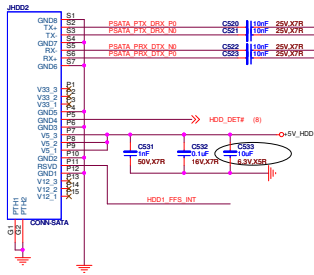 JHDD2
GND8 S1
TX+ S2 PSATA_PTX_DRX_P0 C520 10nF 25V,X7R
TX- S3 PSATA_PTX_DRX_N0 C521 10nF 25V,X7R
GND7 S4
RX- S5 PSATA_PRX_DTX_N0 C522 10nF 25V,X7R
RX+ S6 PSATA_PRX_DTX_P0 C523 10nF 25V,X7R
GND6 S7
V33_3 P1
V33_2 P2
V33_1 P3
GND5 P4 HDD_DET# (8)
GND4 P5
GND3 P6
V5_3 P7 +5V_HDD
V5_2 P8
V5_1 P9
GND2 P10
RSVD P11
GND1 P12
V12_3 P13
V12_2 P14
V12_1 P15
C531
1nF
50V,X7R
C532
0.1uF
16V,X7R
C533
10uF
6.3V,X5R
HDD1_FFS_INT
PTH1
PTH2
CONN-SATA
G1
G2